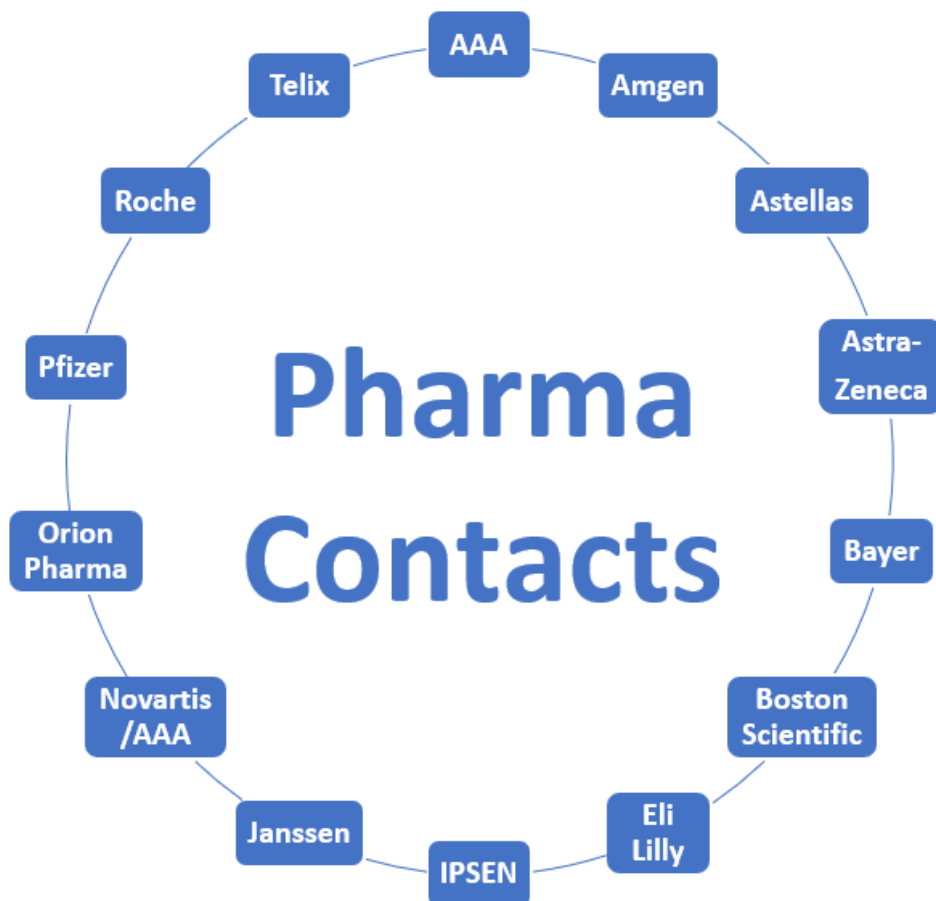 AAA
Amgen
Astellas
Astra-
Zeneca
Bayer
Boston
Scientific
Eli
Lilly
IPSEN
Janssen
Novartis
/AAA
Orion
Pharma
Pfizer
Roche
Telix
Pharma
Contacts